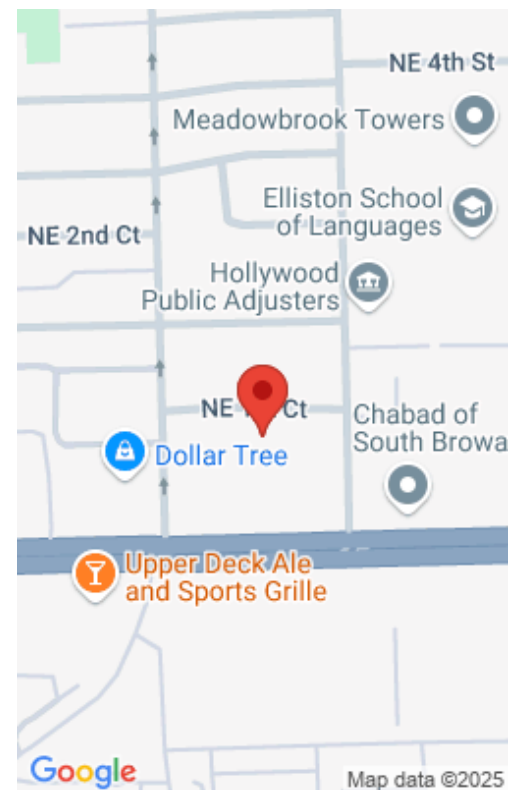 NE 4th St
Meadowbrook Towers
Elliston School
of Languages
NE 2nd Ct
Hollywood
Public Adjusters
NE Ct
Chabad of
South Browa
Dollar Tree
Upper Deck Ale
and Sports Grille
Google
Map data ©2025